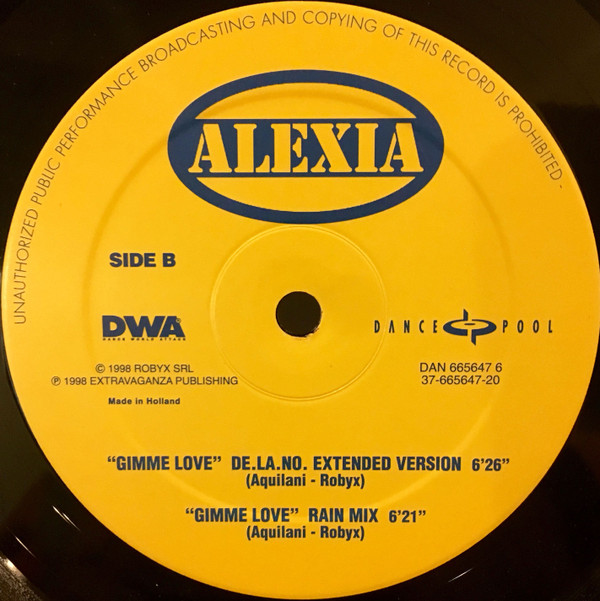 UNAUTHORIZED PUBLIC PERFORMANCE BROADCASTING AND COPYING OF THIS RECORD IS PROHIBITED-
ALEXIA
SIDE B
DWA
DANCE WORLD ATTACK
DANCE POOL
© 1998 ROBYX SRL
℗ 1998 EXTRAVAGANZA PUBLISHING
DAN 665647 6
37-665647-20
Made in Holland
“GIMME LOVE” DE.LA.NO. EXTENDED VERSION 6'26”
(Aquilani - Robyx)
“GIMME LOVE” RAIN MIX 6'21”
(Aquilani - Robyx)